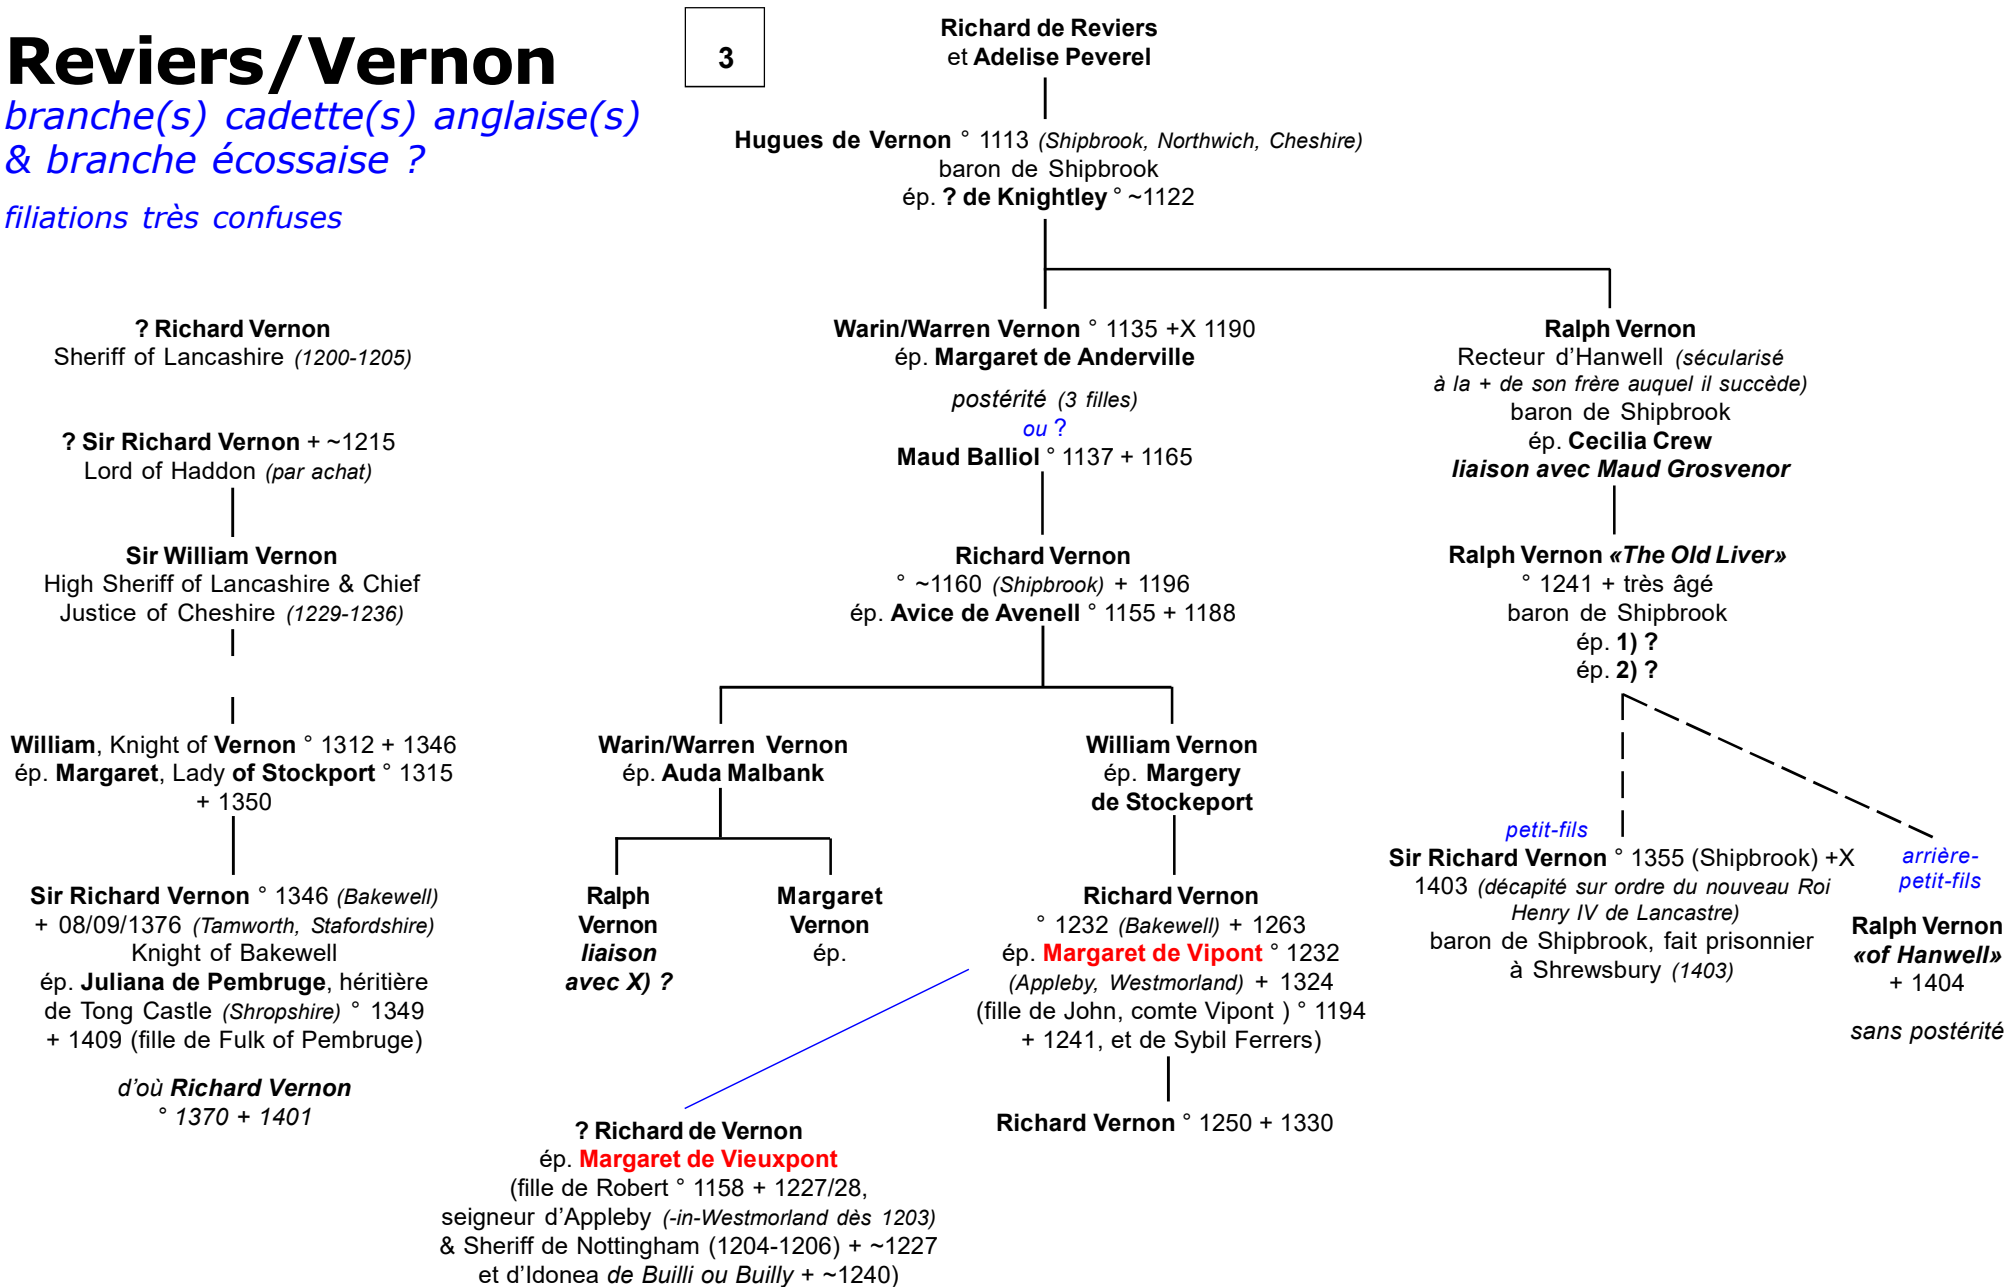 Reviers/Vernon
branche(s) cadette(s) anglaise(s)
& branche écossaise ?
filiations très confuses
3
Richard de Reviers
et Adelise Peverel
Hugues de Vernon ° 1113 (Shipbrook, Northwich, Cheshire)
baron de Shipbrook
ép. ? de Knightley ° ~1122
? Richard Vernon
Sheriff of Lancashire (1200-1205)
? Sir Richard Vernon + ~1215
Lord of Haddon (par achat)
Sir William Vernon
High Sheriff of Lancashire & Chief
Justice of Cheshire (1229-1236)
William, Knight of Vernon ° 1312 + 1346
ép. Margaret, Lady of Stockport ° 1315
+ 1350
Sir Richard Vernon ° 1346 (Bakewell)
+ 08/09/1376 (Tamworth, Stafordshire)
Knight of Bakewell
ép. Juliana de Pembruge, héritière
de Tong Castle (Shropshire) ° 1349
+ 1409 (fille de Fulk of Pembruge)
d'où Richard Vernon
° 1370 + 1401
Warin/Warren Vernon ° 1135 +X 1190
ép. Margaret de Anderville
postérité (3 filles)
ou ?
Maud Balliol ° 1137 + 1165
Richard Vernon
° ~1160 (Shipbrook) + 1196
ép. Avice de Avenell ° 1155 + 1188
Warin/Warren Vernon
ép. Auda Malbank
Ralph
Vernon
liaison
avec X) ?
Margaret
Vernon
ép.
William Vernon
ép. Margery
de Stockeport
Richard Vernon
° 1232 (Bakewell) + 1263
ép. Margaret de Vipont ° 1232
(Appleby, Westmorland) + 1324
(fille de John, comte Vipont ) ° 1194
+ 1241, et de Sybil Ferrers)
Richard Vernon ° 1250 + 1330
? Richard de Vernon
ép. Margaret de Vieuxpont
(fille de Robert ° 1158 + 1227/28,
seigneur d'Appleby (-in-Westmorland dès 1203)
& Sheriff de Nottingham (1204-1206) + ~1227
et d'Idonea de Builli ou Builly + ~1240)
Ralph Vernon
Recteur d'Hanwell (sécularisé
à la + de son frère auquel il succède)
baron de Shipbrook
ép. Cecilia Crew
liaison avec Maud Grosvenor
Ralph Vernon «The Old Liver»
° 1241 + très âgé
baron de Shipbrook
ép. 1) ?
ép. 2) ?
petit-fils
Sir Richard Vernon ° 1355 (Shipbrook) +X
1403 (décapité sur ordre du nouveau Roi
Henry IV de Lancastre)
baron de Shipbrook, fait prisonnier
à Shrewsbury (1403)
arrière-
petit-fils
Ralph Vernon
«of Hanwell»
+ 1404
sans postérité